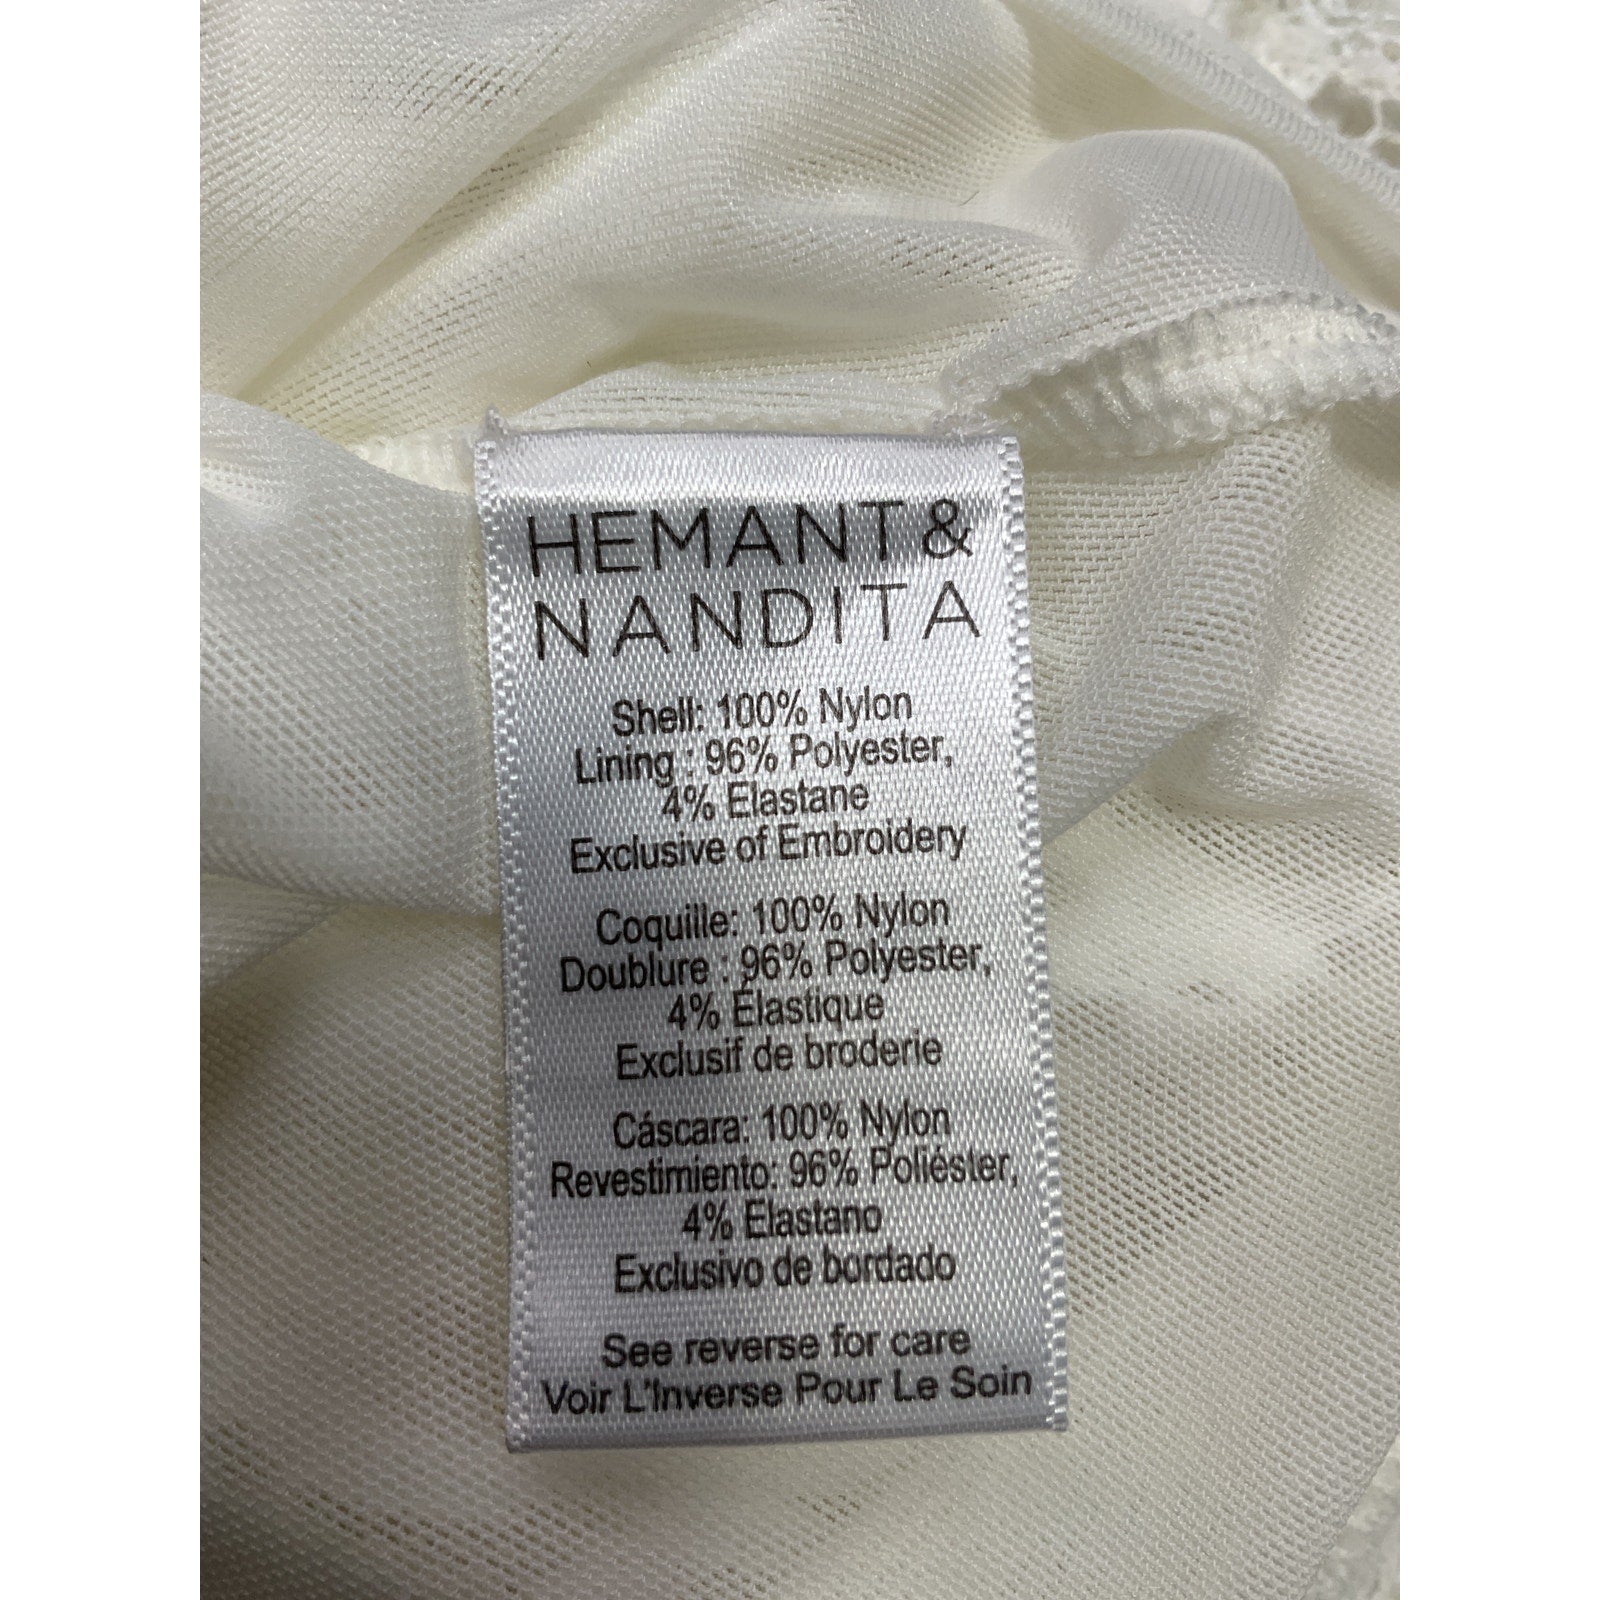 HEMANT &
NANDITA
Shell: 100% Nylon
Lining : 96% Polyester,
4% Elastane
Exclusive of Embroidery
Coquille: 100% Nylon
Doublure : 96% Polyester,
4% Élastique
Exclusif de broderie
Cáscara: 100% Nylon
Revestimiento: 96% Poliéster,
4% Elastano
Exclusivo de bordado
See reverse for care
Voir L'Inverse Pour Le Soin